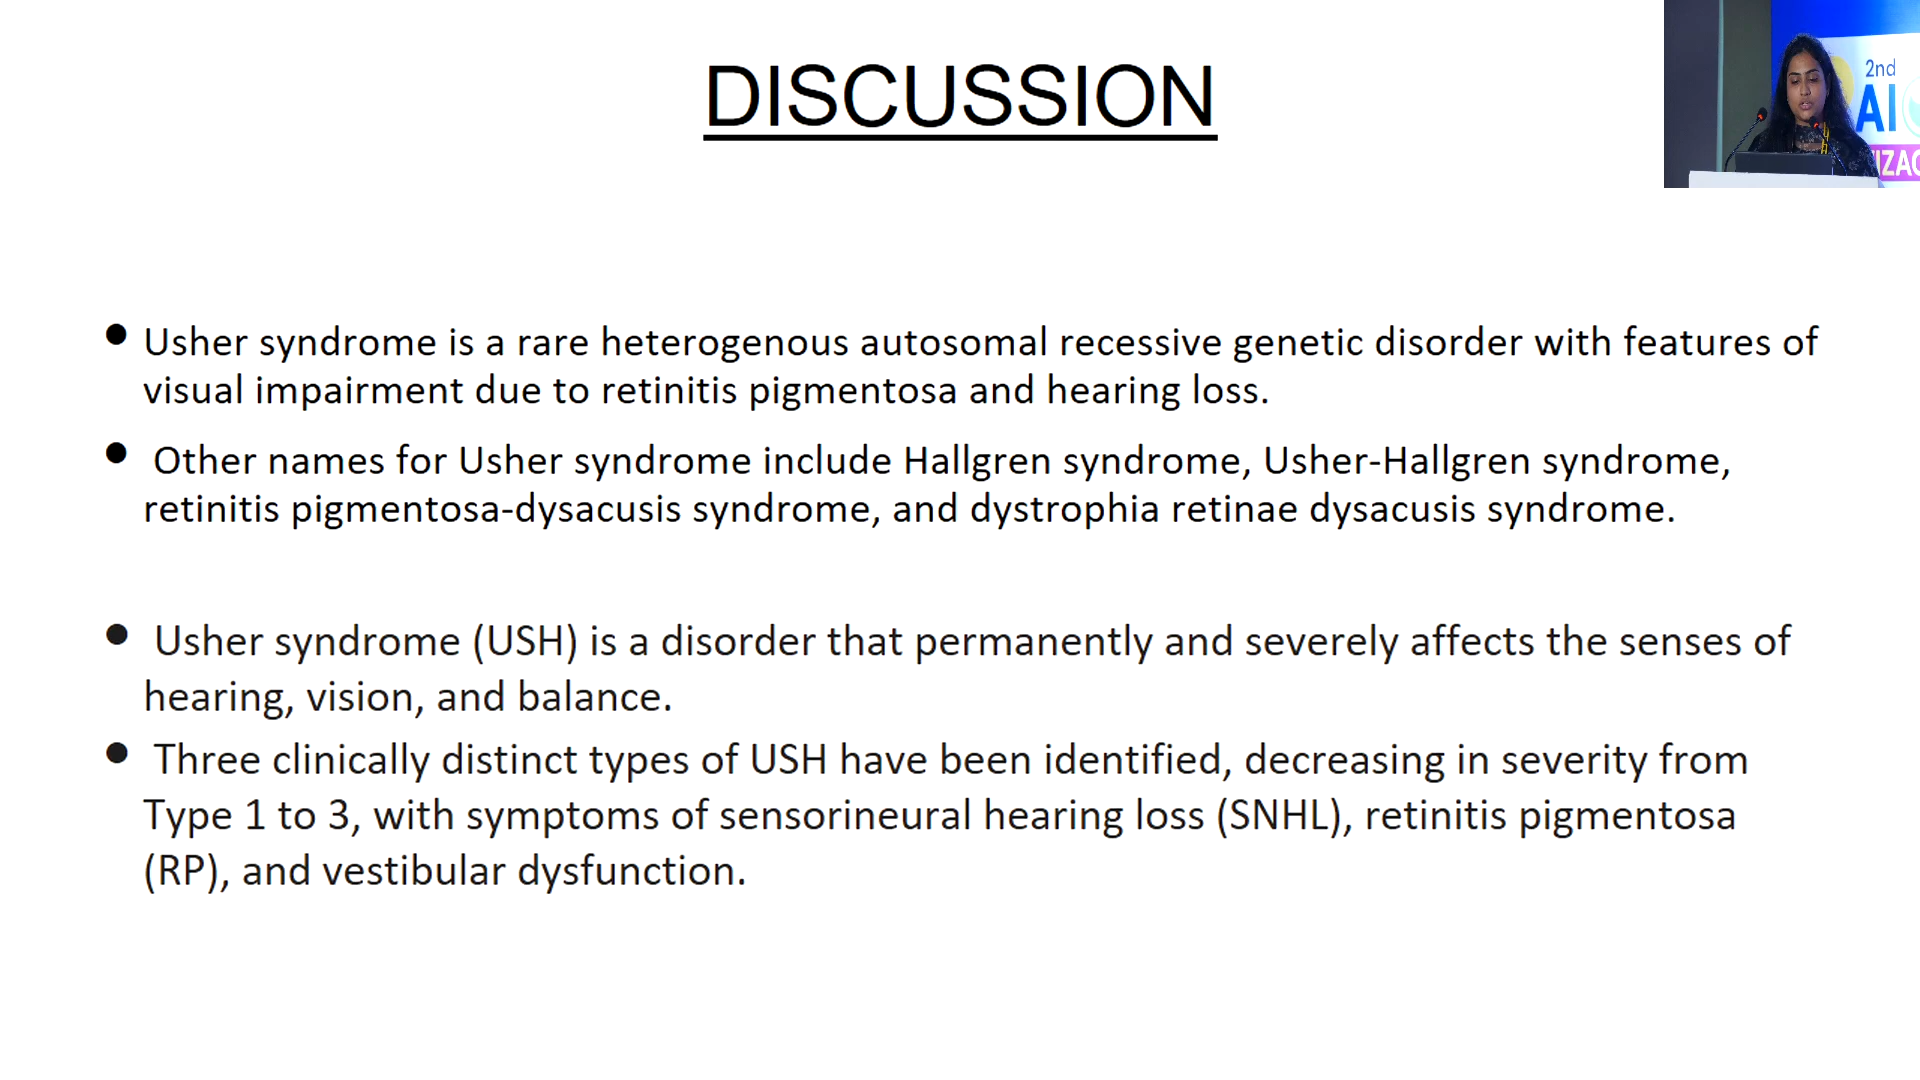 DISCUSSION
2nd
AI
IZAG
• Usher syndrome is a rare heterogenous autosomal recessive genetic disorder with features of
visual impairment due to retinitis pigmentosa and hearing loss.
• Other names for Usher syndrome include Hallgren syndrome, Usher-Hallgren syndrome,
retinitis pigmentosa-dysacusis syndrome, and dystrophia retinae dysacusis syndrome.
• Usher syndrome (USH) is a disorder that permanently and severely affects the senses of
hearing, vision, and balance.
• Three clinically distinct types of USH have been identified, decreasing in severity from
Type 1 to 3, with symptoms of sensorineural hearing loss (SNHL), retinitis pigmentosa
(RP), and vestibular dysfunction.